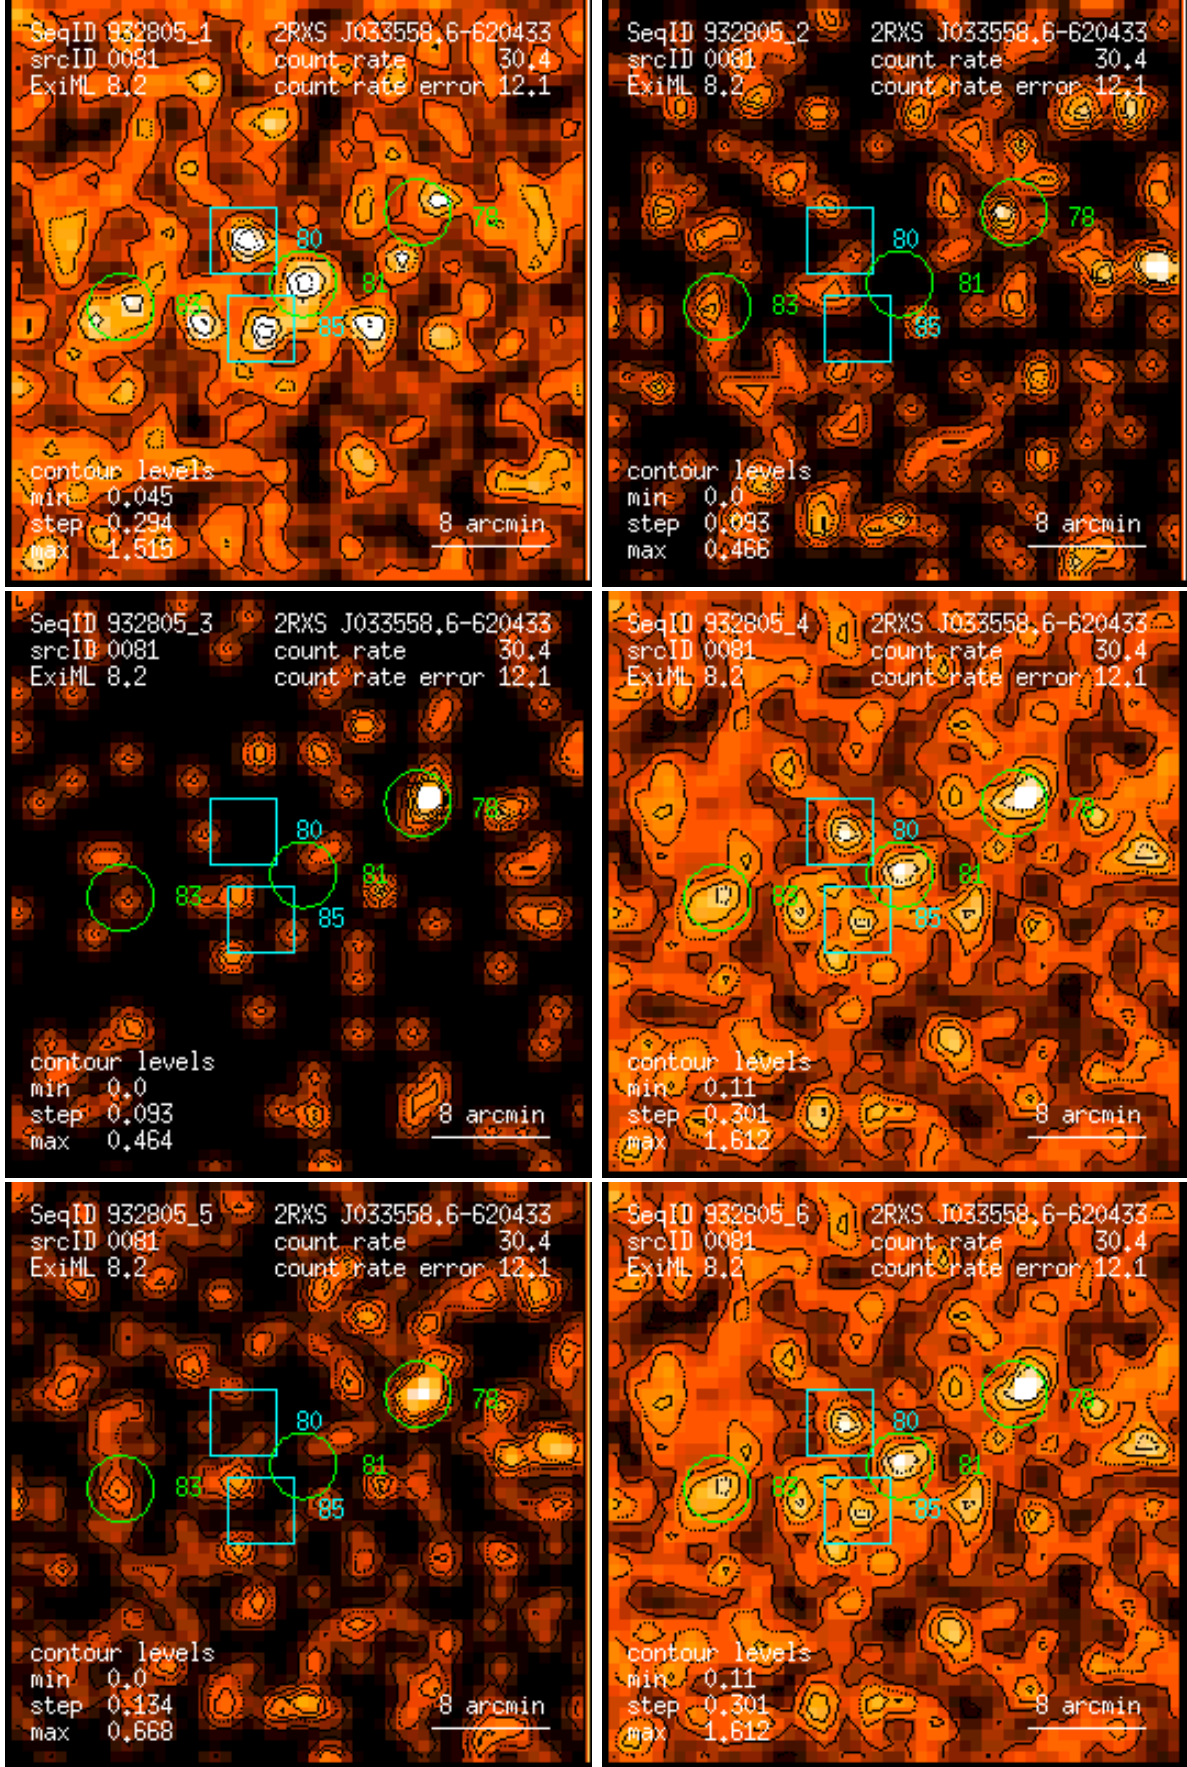 SeqID 932805_1 2RXS J033558.6-620433
srcID 0081 count rate 30.4
ExiML 8.2 count rate error 12.1
78
80
81
83
85
contour levels
min 0.045
step 0.294
max 1.515
8 arcmin
SeqID 932805_2 2RXS J033558.6-620433
srcID 0081 count rate 30.4
ExiML 8.2 count rate error 12.1
78
80
81
83
85
contour levels
min 0.0
step 0.093
max 0.466
8 arcmin
SeqID 932805_3 2RXS J033558.6-620433
srcID 0081 count rate 30.4
ExiML 8.2 count rate error 12.1
78
80
81
83
85
contour levels
min 0.0
step 0.093
max 0.464
8 arcmin
SeqID 932805_4 2RXS J033558.6-620433
srcID 0081 count rate 30.4
ExiML 8.2 count rate error 12.1
78
80
81
83
85
contour levels
min 0.11
step 0.301
max 1.612
8 arcmin
SeqID 932805_5 2RXS J033558.6-620433
srcID 0081 count rate 30.4
ExiML 8.2 count rate error 12.1
78
80
81
83
85
contour levels
min 0.0
step 0.134
max 0.668
8 arcmin
SeqID 932805_6 2RXS J033558.6-620433
srcID 0081 count rate 30.4
ExiML 8.2 count rate error 12.1
78
80
81
83
85
contour levels
min 0.11
step 0.301
max 1.612
8 arcmin